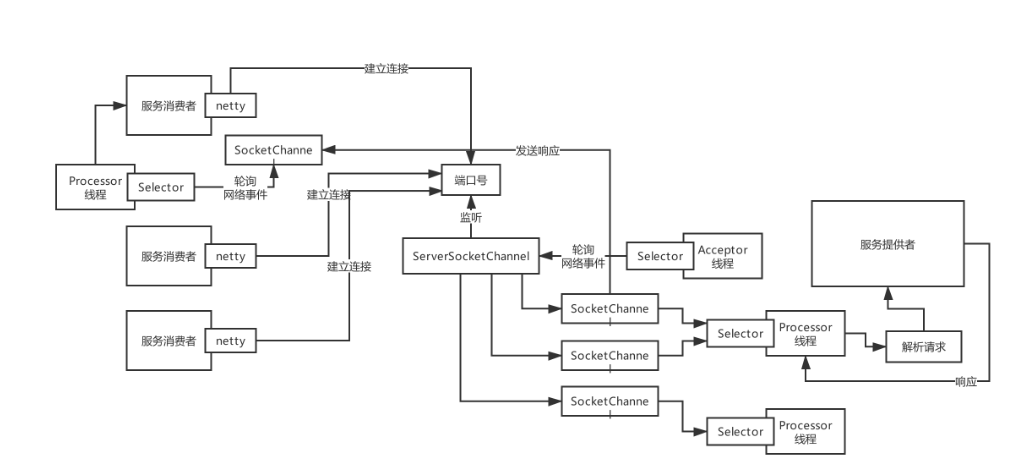 建立连接
服务消费者
netty
SocketChanne
l
发送响应
Processor
线程
Selector
轮询
网络事件
建立连接
端口号
监听
服务消费者
netty
建立连接
ServerSocketChannel
轮询
网络事件
Selector
Acceptor
线程
服务提供者
服务消费者
netty
SocketChanne
l
Selector
Processor
线程
解析请求
SocketChanne
l
响应
SocketChanne
l
Selector
Processor
线程